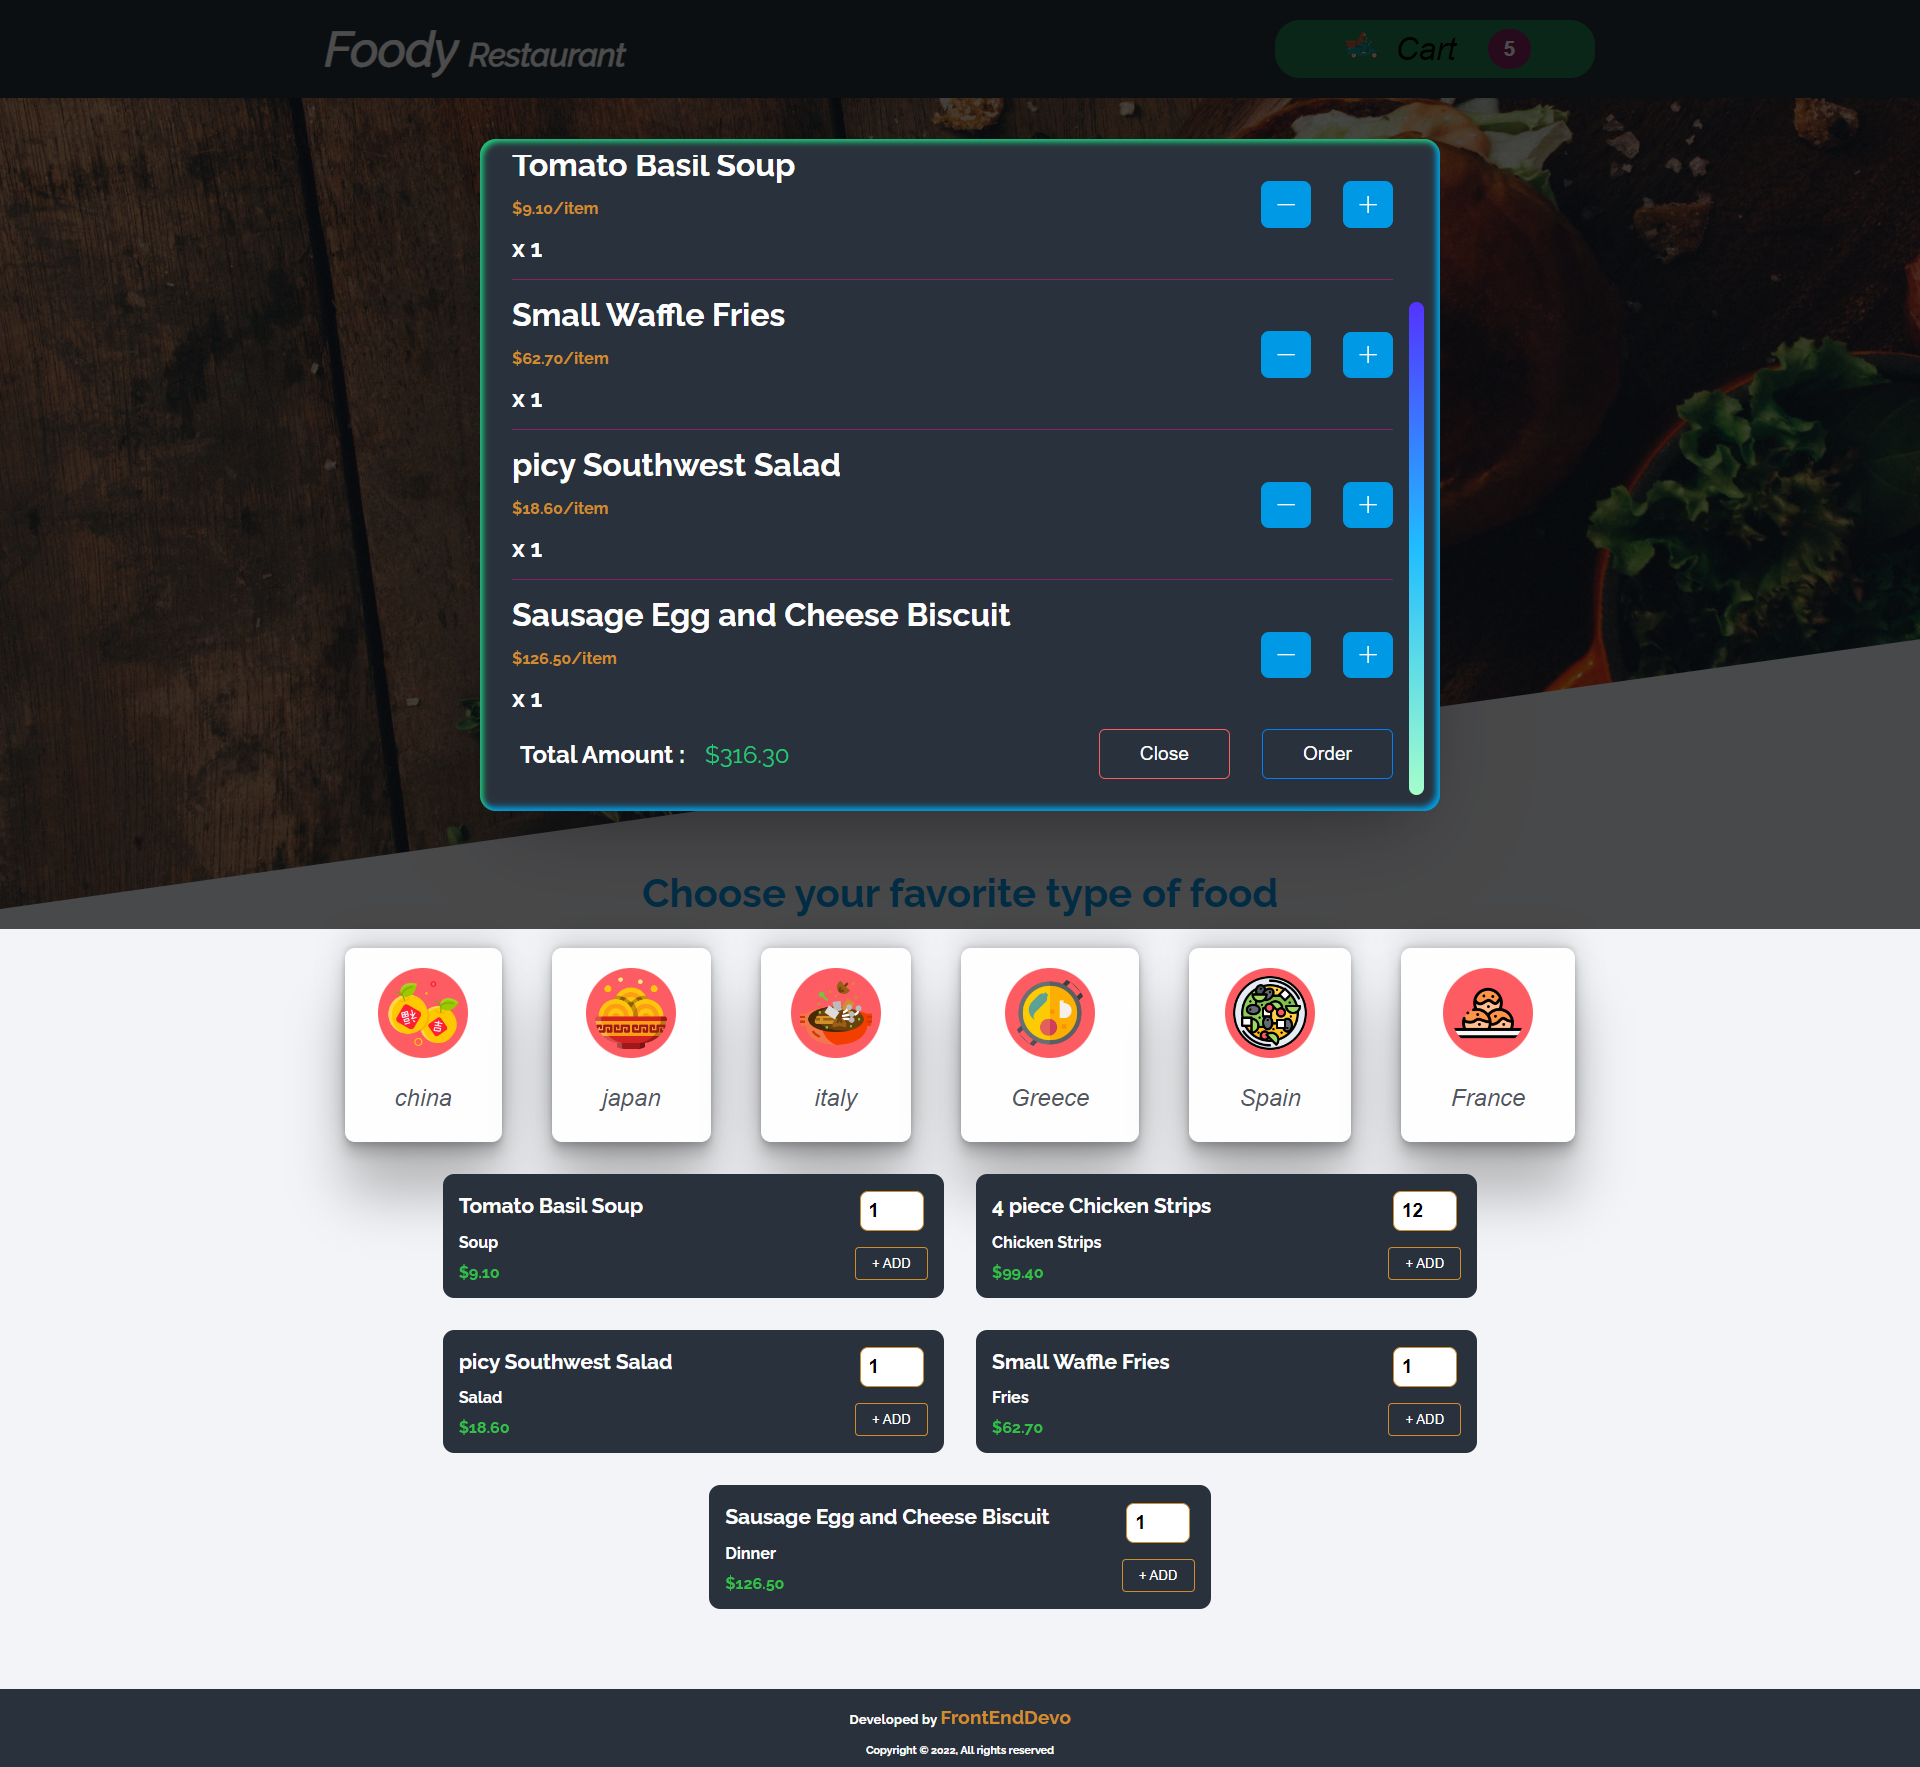 Foody Restaurant
Cart 5
Tomato Basil Soup
$9.10/item
x 1
Small Waffle Fries
$62.70/item
x 1
picy Southwest Salad
$18.60/item
x 1
Sausage Egg and Cheese Biscuit
$126.50/item
x 1
Total Amount : $316.30
Close
Order
Choose your favorite type of food
china
japan
italy
Greece
Spain
France
Tomato Basil Soup
1
Soup
$9.10
+ ADD
4 piece Chicken Strips
12
Chicken Strips
$99.40
+ ADD
picy Southwest Salad
1
Salad
$18.60
+ ADD
Small Waffle Fries
1
Fries
$62.70
+ ADD
Sausage Egg and Cheese Biscuit
1
Dinner
$126.50
+ ADD
Developed by FrontEndDevo
Copyright © 2022, All rights reserved